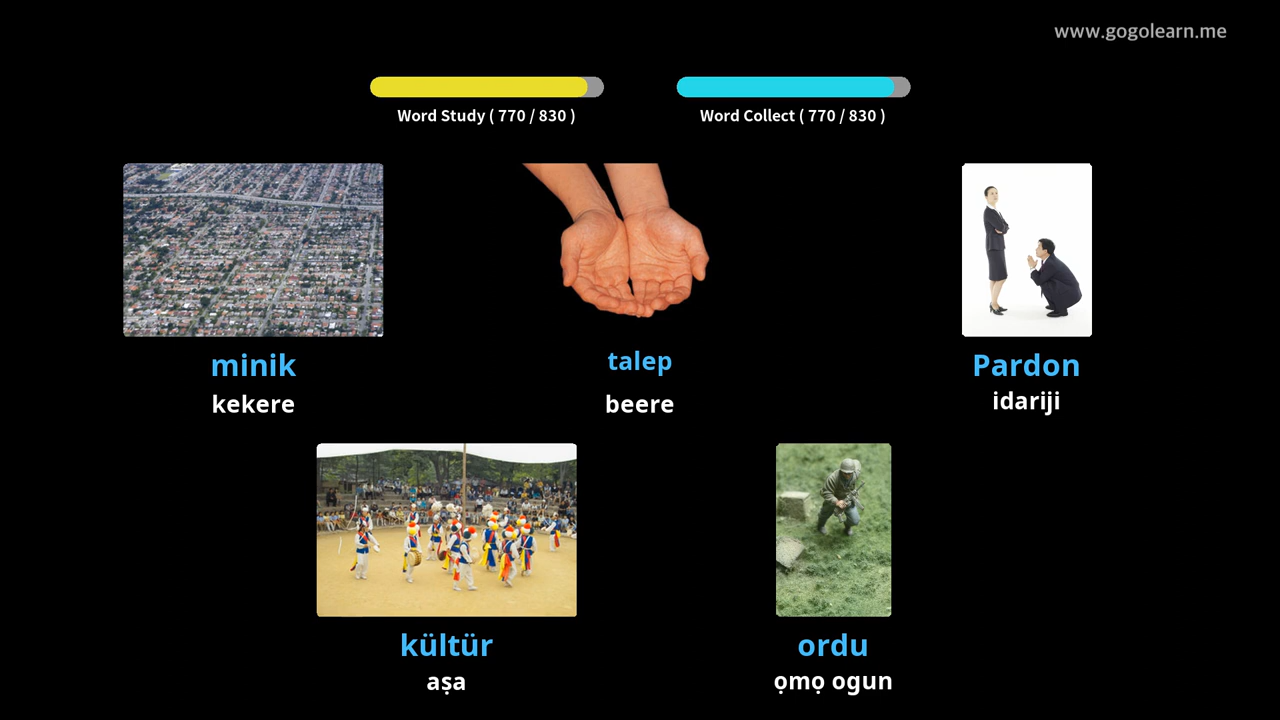 www.gogolearn.me
Word Study ( 770 / 830 )
Word Collect ( 770 / 830 )
minik
kekere
talep
beere
Pardon
idariji
kültür
aṣa
ordu
ọmọ ogun